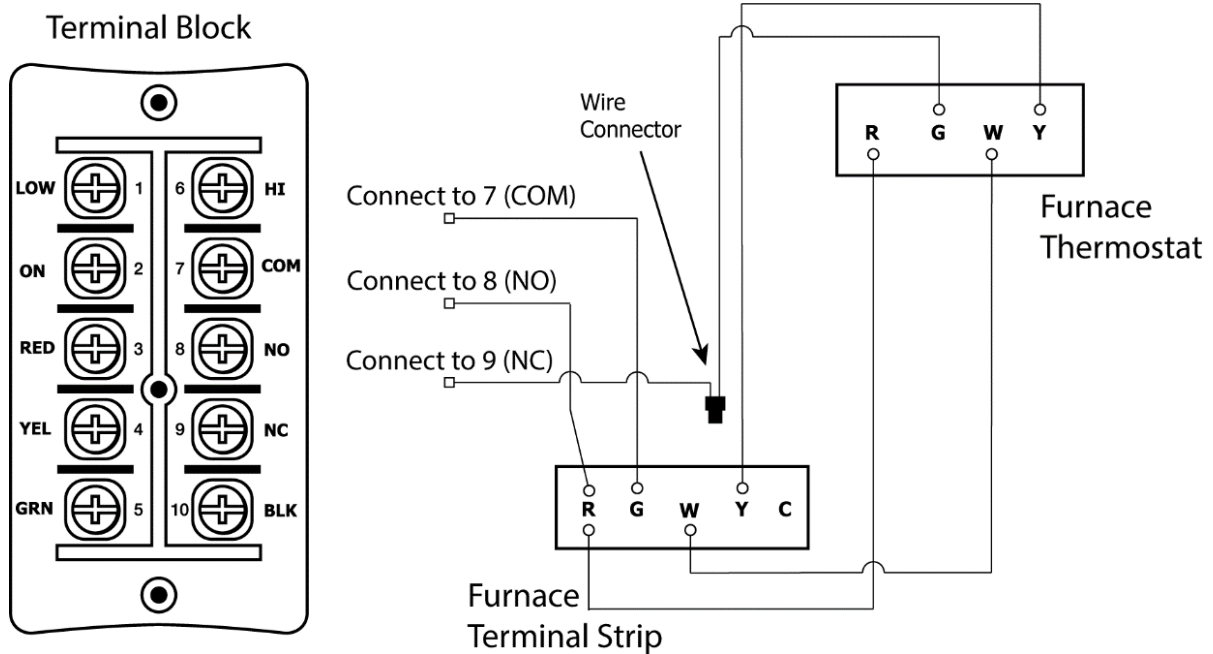 Terminal Block
LOW 1 6 HI
ON 2 7 COM
RED 3 8 NO
YEL 4 9 NC
GRN 5 10 BLK
Wire
Connector
Connect to 7 (COM)
Connect to 8 (NO)
Connect to 9 (NC)
R G W Y
Furnace
Thermostat
R G W Y C
Furnace
Terminal Strip